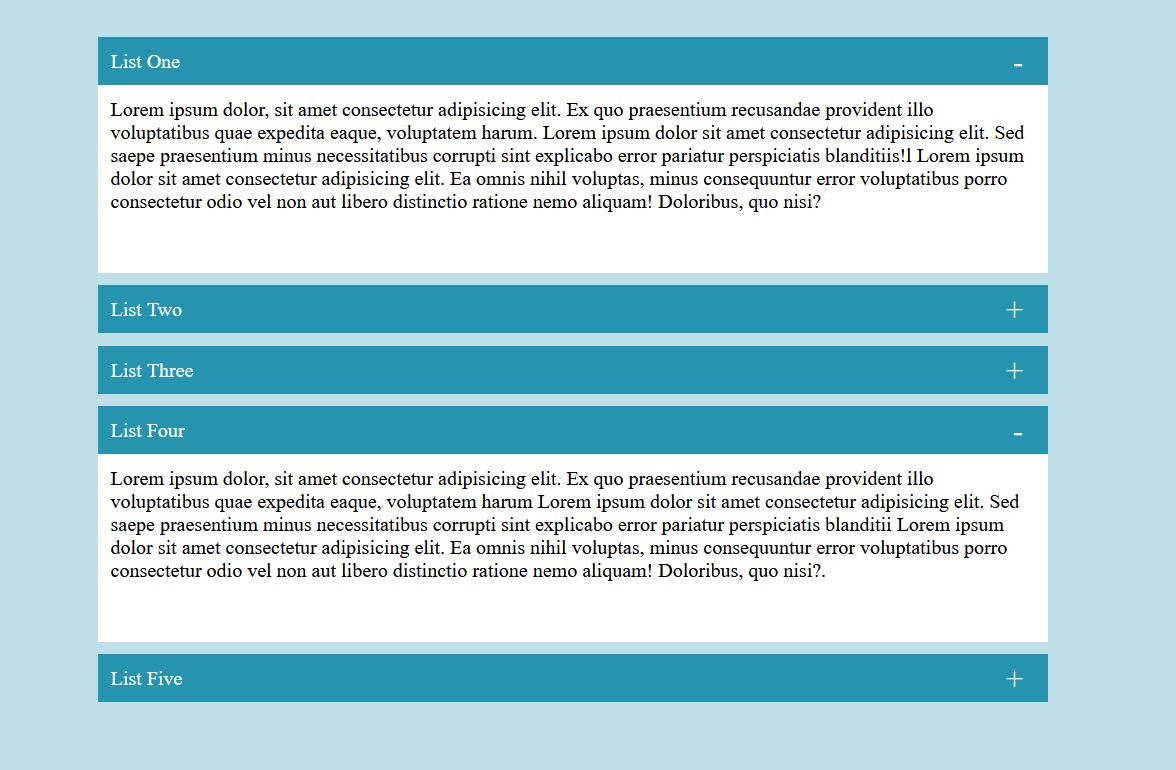 List One -
Lorem ipsum dolor, sit amet consectetur adipisicing elit. Ex quo praesentium recusandae provident illo
voluptatibus quae expedita eaque, voluptatem harum. Lorem ipsum dolor sit amet consectetur adipisicing elit. Sed
saepe praesentium minus necessitatibus corrupti sint explicabo error pariatur perspiciatis blanditiis!l Lorem ipsum
dolor sit amet consectetur adipisicing elit. Ea omnis nihil voluptas, minus consequuntur error voluptatibus porro
consectetur odio vel non aut libero distinctio ratione nemo aliquam! Doloribus, quo nisi?
List Two +
List Three +
List Four -
Lorem ipsum dolor, sit amet consectetur adipisicing elit. Ex quo praesentium recusandae provident illo
voluptatibus quae expedita eaque, voluptatem harum Lorem ipsum dolor sit amet consectetur adipisicing elit. Sed
saepe praesentium minus necessitatibus corrupti sint explicabo error pariatur perspiciatis blanditii Lorem ipsum
dolor sit amet consectetur adipisicing elit. Ea omnis nihil voluptas, minus consequuntur error voluptatibus porro
consectetur odio vel non aut libero distinctio ratione nemo aliquam! Doloribus, quo nisi?.
List Five +